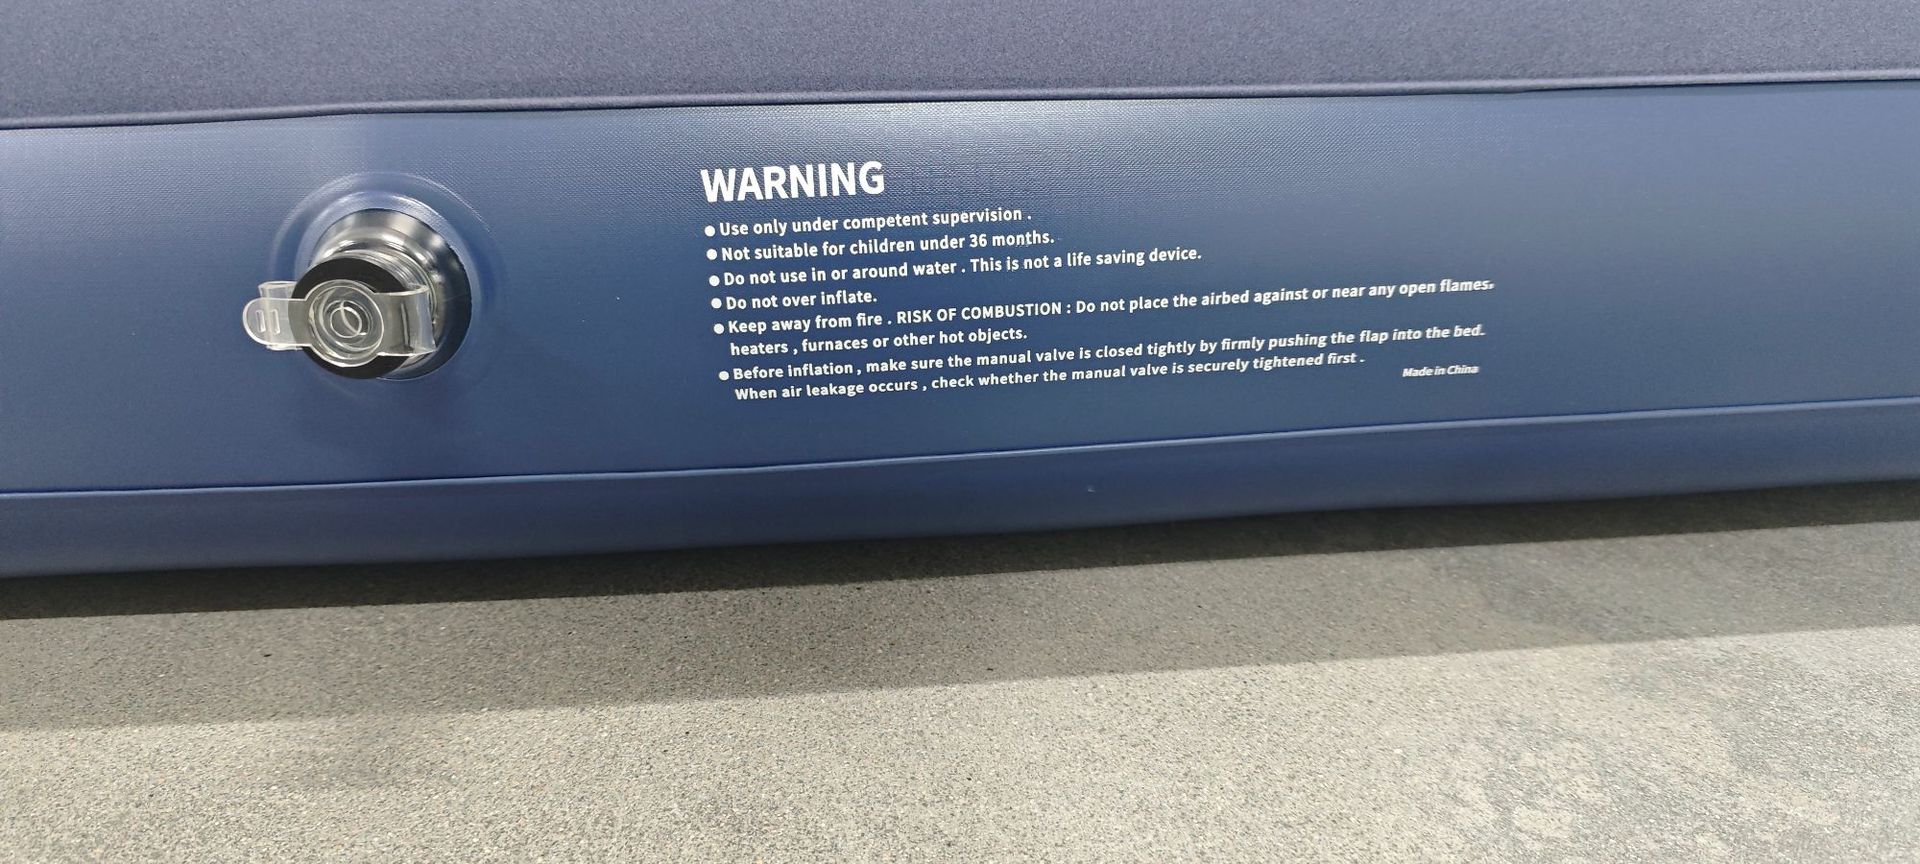 WARNING
● Use only under competent supervision .
● Not suitable for children under 36 months.
● Do not use in or around water . This is not a life saving device.
● Do not over inflate.
● Keep away from fire . RISK OF COMBUSTION : Do not place the airbed against or near any open flames,
heaters , furnaces or other hot objects.
● Before inflation , make sure the manual valve is closed tightly by firmly pushing the flap into the bed.
When air leakage occurs , check whether the manual valve is securely tightened first .
Made in China